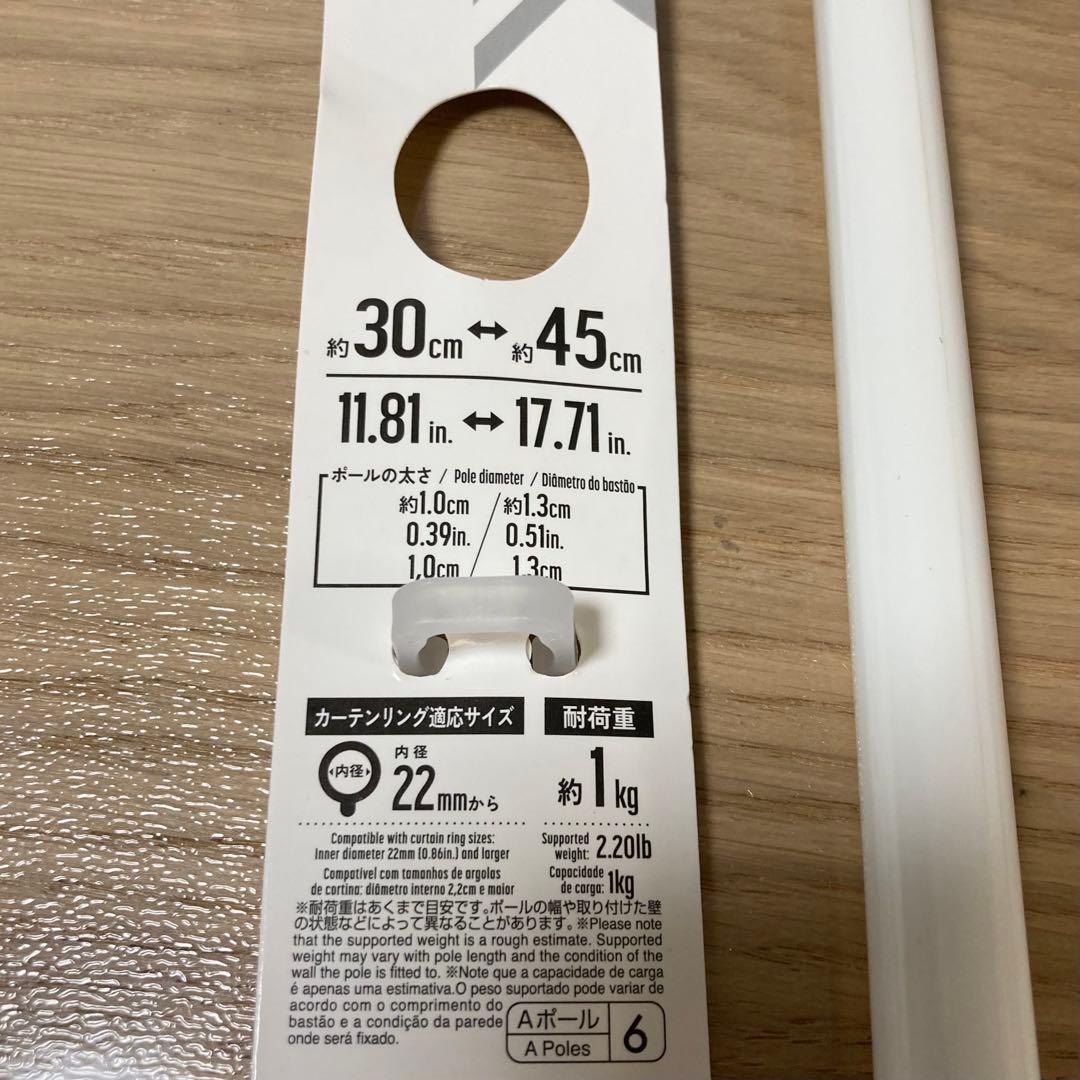 約30cm ↔ 約45cm
11.81 in. ↔ 17.71 in.
ポールの太さ / Pole diameter / Diâmetro do bastão
約1.0cm / 約1.3cm
0.39in. / 0.51in.
1,0cm / 1,3cm
カーテンリング適応サイズ 耐荷重
内径 内径 22mmから 約1kg
Compatible with curtain ring sizes:
Inner diameter 22mm (0.86in.) and larger
Supported weight: 2.20lb
Compatível com tamanhos de argolas
de cortina: diâmetro interno 2,2cm e maior
Capacidade de carga: 1kg
※耐荷重はあくまで目安です。ポールの幅や取り付けた壁
の状態などによって異なることがあります。※Please note
that the supported weight is a rough estimate. Supported
weight may vary with pole length and the condition of the
wall the pole is fitted to. ※Note que a capacidade de carga
é apenas uma estimativa.O peso suportado pode variar de
acordo com o comprimento do
bastão e a condição da parede
onde será fixado.
Aポール
A Poles
6